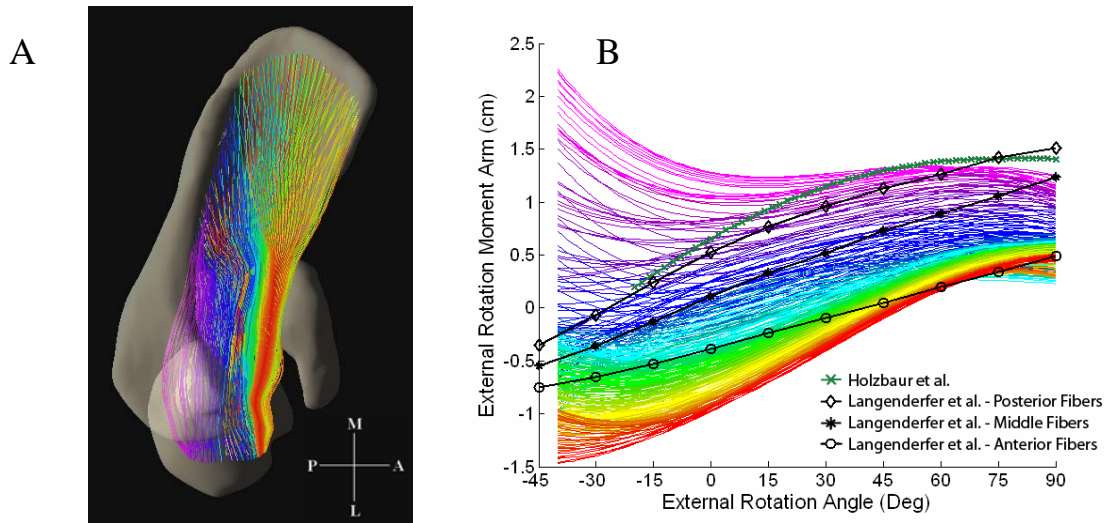 A
M
P
A
L
B
External Rotation Moment Arm (cm)
2.5
2
1.5
1
0.5
0
-0.5
-1
-1.5
-45
-30
-15
0
15
30
45
60
75
90
External Rotation Angle (Deg)
Holzbaur et al.
Langenderfer et al. - Posterior Fibers
Langenderfer et al. - Middle Fibers
Langenderfer et al. - Anterior Fibers